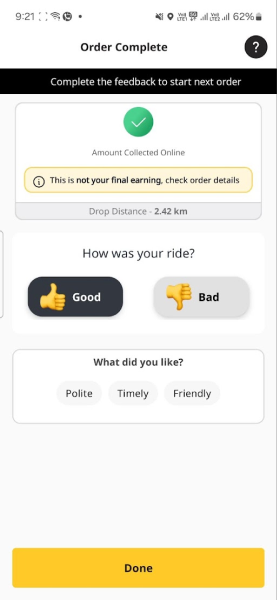 9:21
62%
Order Complete
?
Complete the feedback to start next order
Amount Collected Online
This is not your final earning, check order details
Drop Distance - 2.42 km
How was your ride?
Good
Bad
What did you like?
Polite
Timely
Friendly
Done